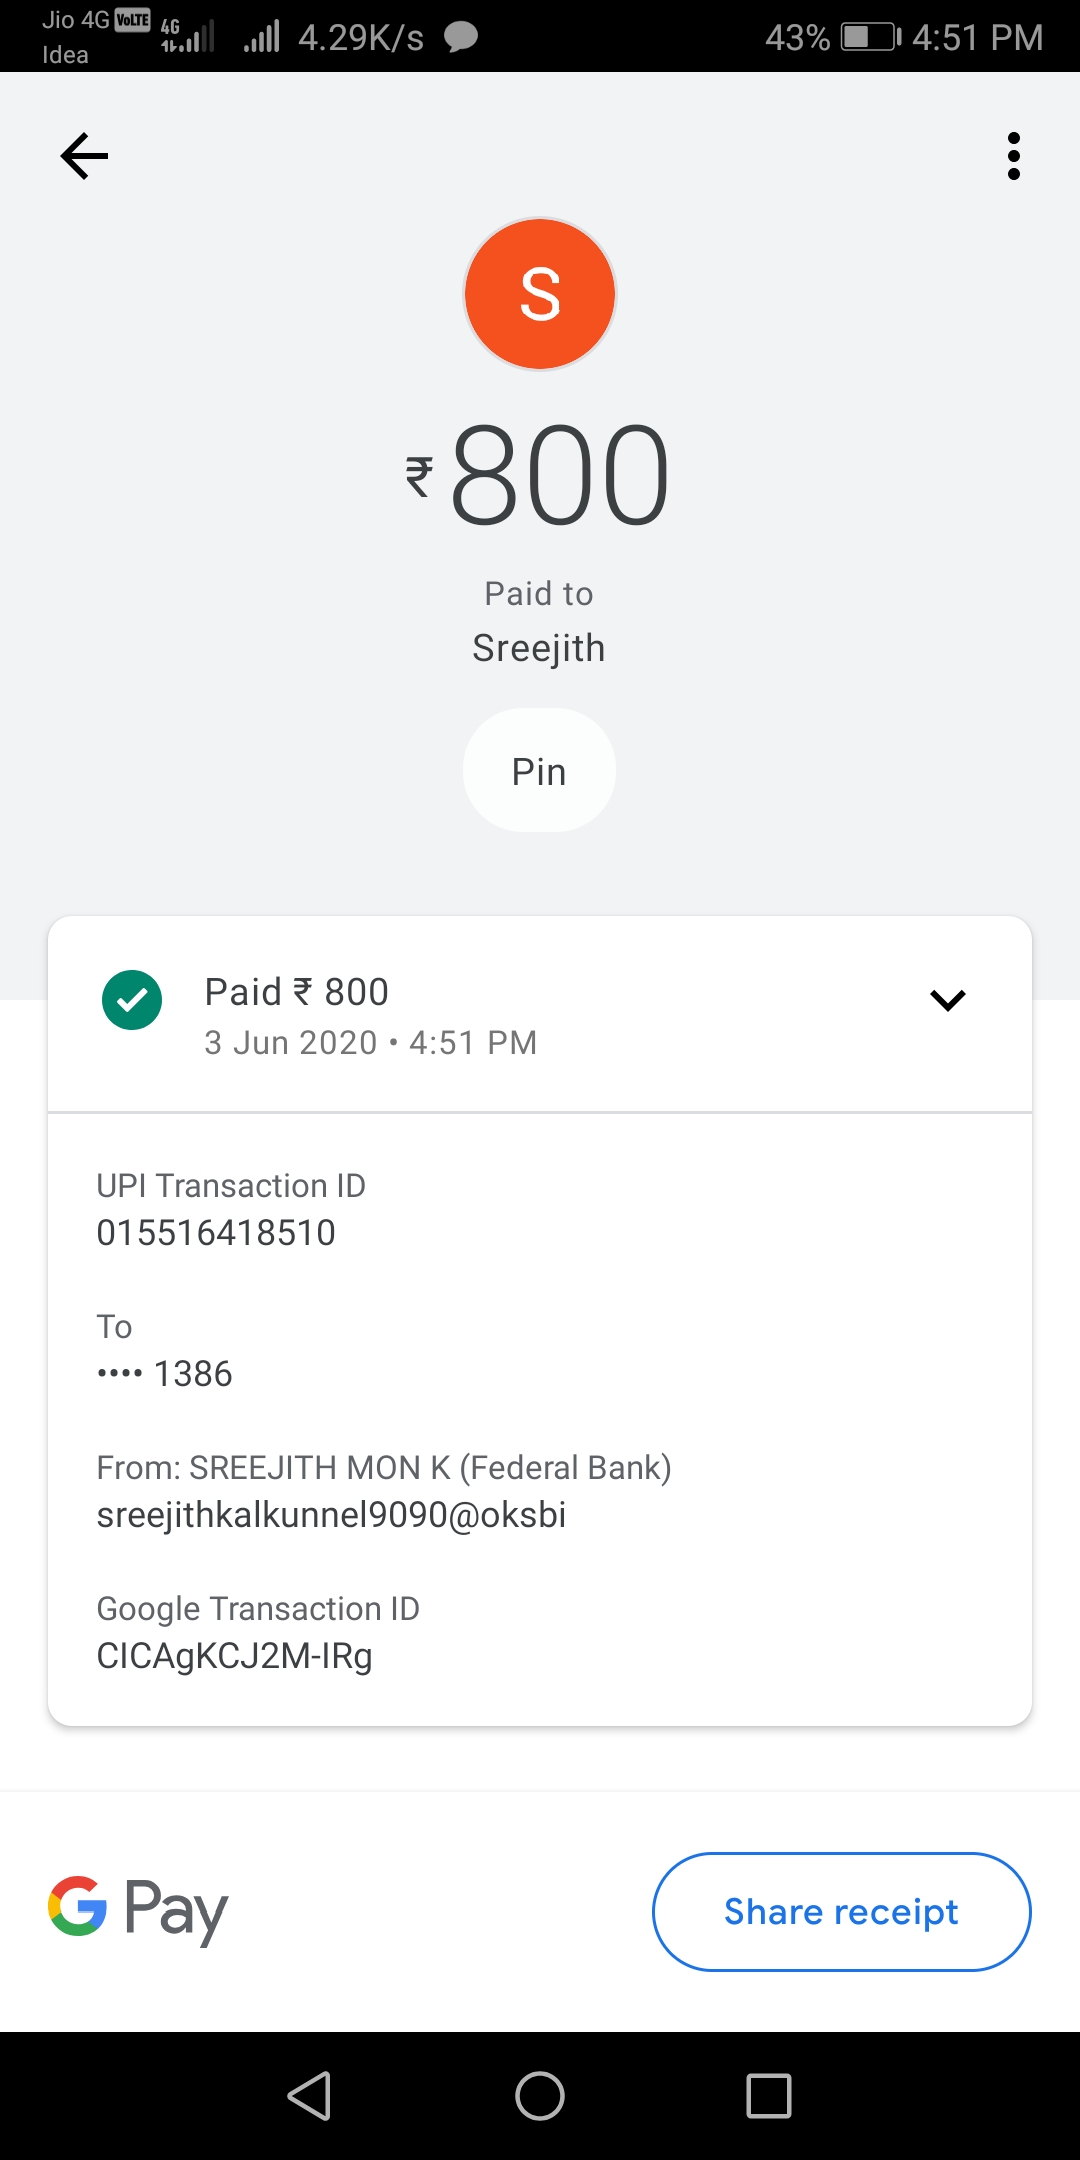 Jio 4G VoLTE 4G 4.29K/s 43% 4:51 PM
Idea
S
₹800
Paid to
Sreejith
Pin
Paid ₹ 800
3 Jun 2020 • 4:51 PM
UPI Transaction ID
015516418510
To
•••• 1386
From: SREEJITH MON K (Federal Bank)
sreejithkalkunnel9090@oksbi
Google Transaction ID
CICAgKCJ2M-IRg
G Pay
Share receipt